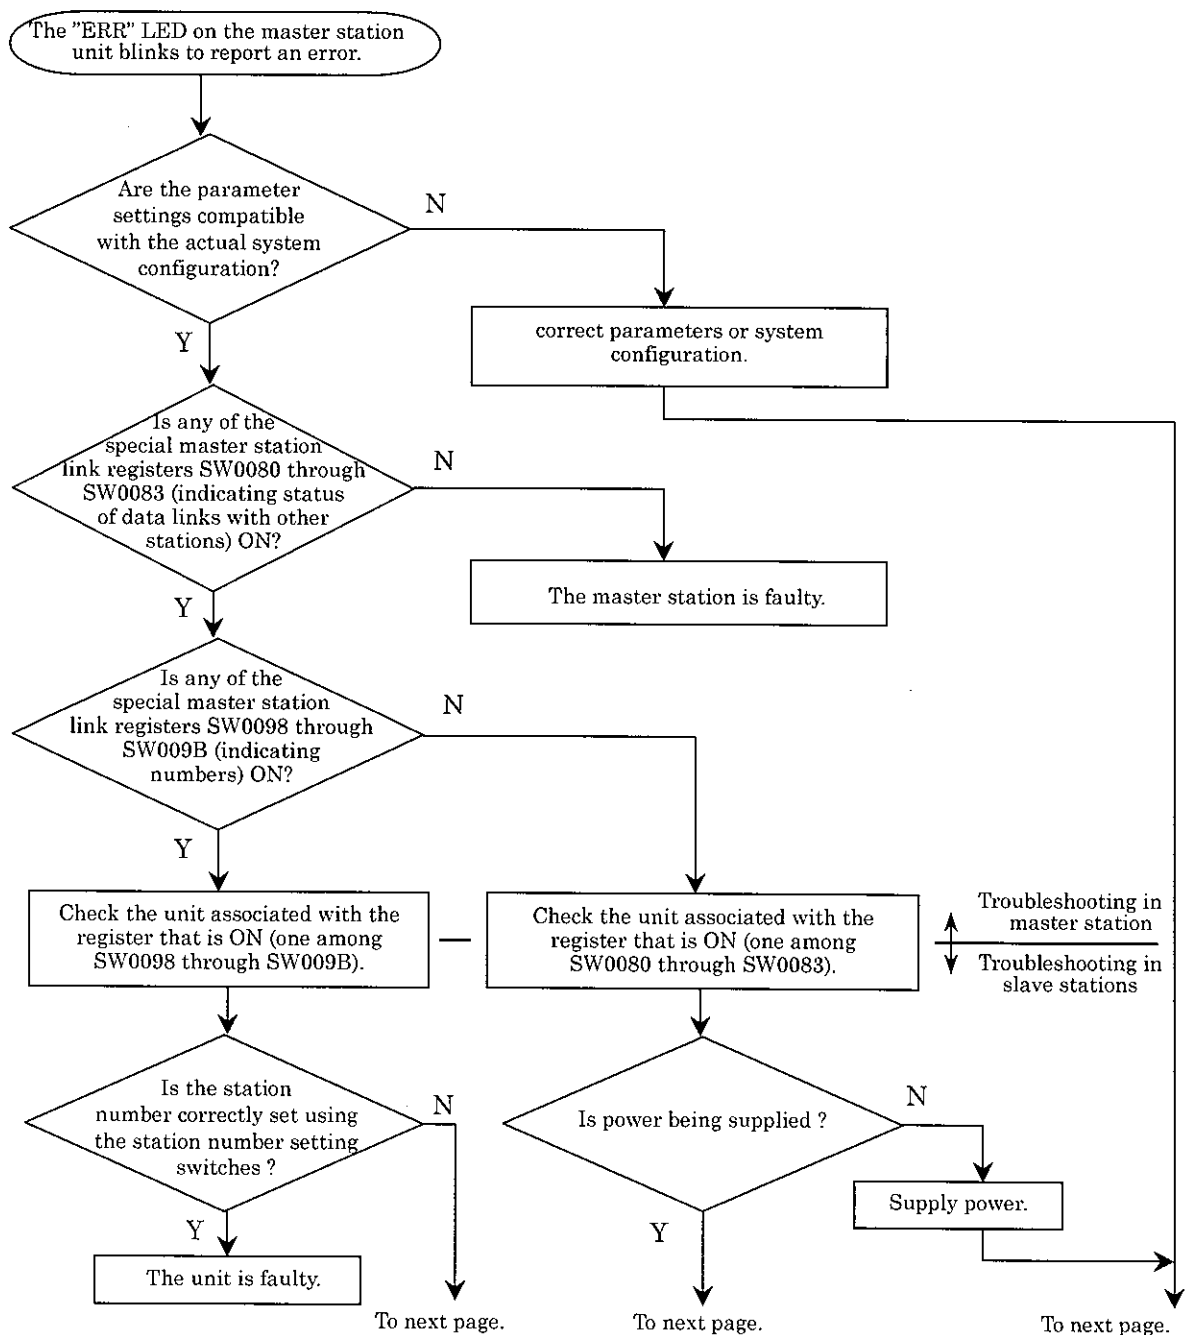 The "ERR" LED on the master station
unit blinks to report an error.
Are the parameter
settings compatible
with the actual system
configuration?
N
Y
correct parameters or system
configuration.
Is any of the
special master station
link registers SW0080 through
SW0083 (indicating status
of data links with other
stations) ON?
N
Y
The master station is faulty.
Is any of the
special master station
link registers SW0098 through
SW009B (indicating
numbers) ON?
N
Y
Check the unit associated with the
register that is ON (one among
SW0098 through SW009B).
Check the unit associated with the
register that is ON (one among
SW0080 through SW0083).
Troubleshooting in
master station
Troubleshooting in
slave stations
Is the station
number correctly set using
the station number setting
switches ?
N
Y
Is power being supplied ?
N
Y
Supply power.
The unit is faulty.
To next page.
To next page.
To next page.